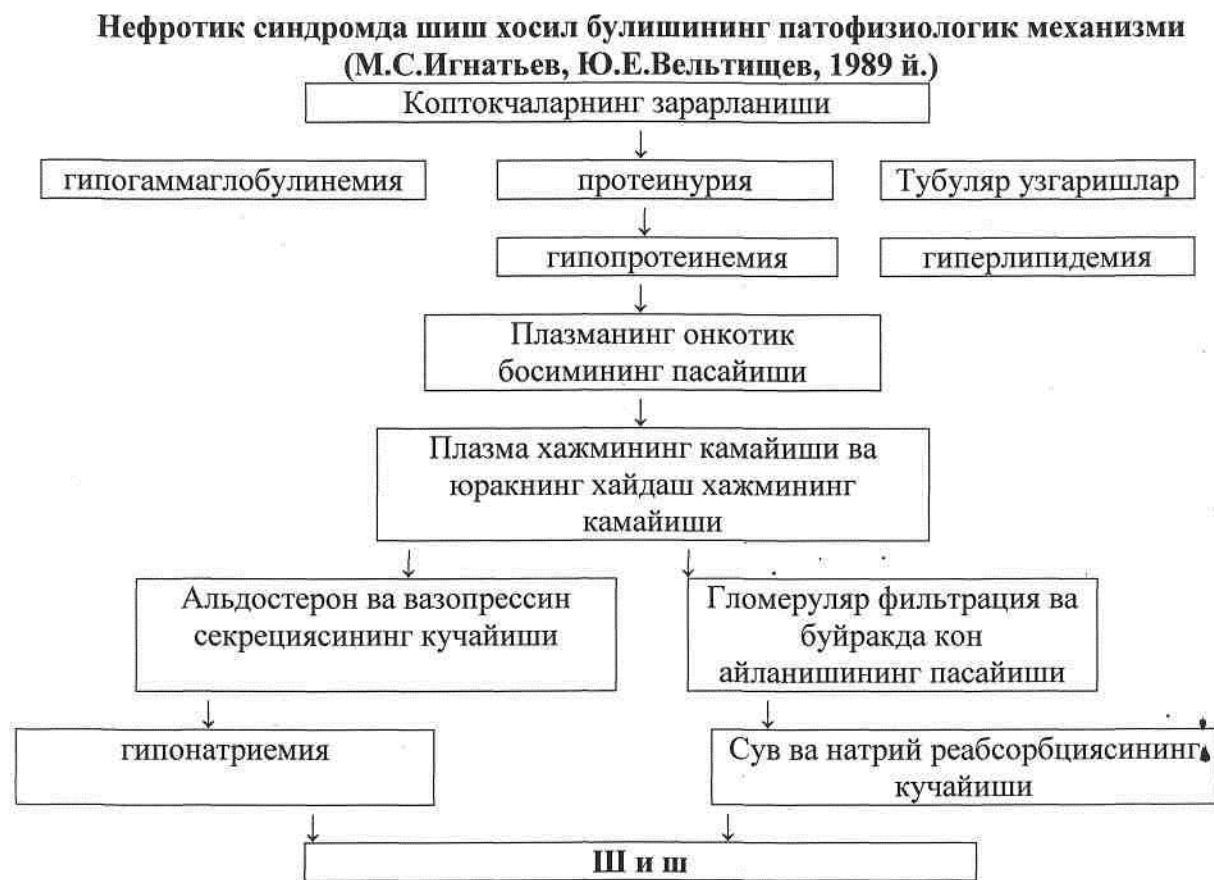 Нефротик синдромда шиш хосил булишининг патофизиологик механизми
(М.С.Игнатьев, Ю.Е.Вельтищев, 1989 й.)
Коптокчаларнинг зарарланиши
гипогаммаглобулинемия
протеинурия
Тубуляр узгаришлар
гипопротеинемия
гиперлипидемия
Плазманинг онкотик
босимининг пасайиши
Плазма хажмининг камайиши ва
юракнинг хайдаш хажмининг
камайиши
Альдостерон ва вазопрессин
секрециясининг кучайиши
Гломеруляр фильтрация ва
буйракда кон
айланишининг пасайиши
гипонатриемия
Сув ва натрий реабсорбциясининг
кучайиши
Ш и ш